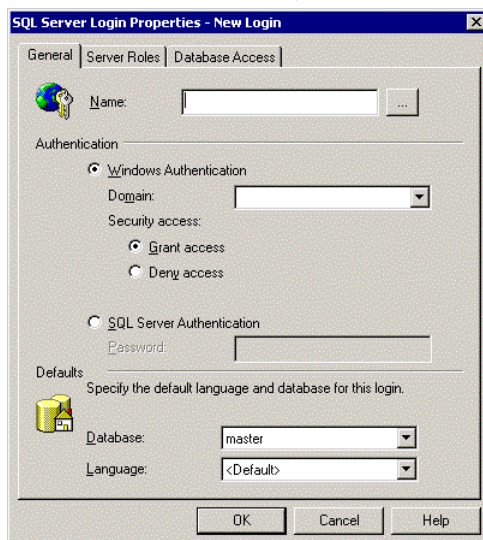 SQL Server Login Properties - New Login
General Server Roles Database Access
Name: ...
Authentication
Windows Authentication
Domain:
Security access:
Grant access
Deny access
SQL Server Authentication
Password:
Defaults
Specify the default language and database for this login.
Database: master
Language: <Default>
OK Cancel Help